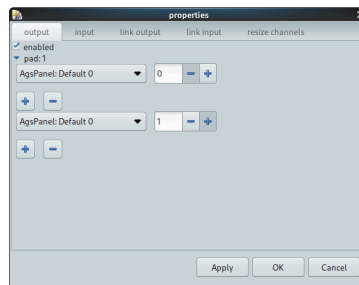 properties
output input link output link input resize channels
enabled
pad: 1
AgsPanel: Default 0 0
AgsPanel: Default 0 1
Apply OK Cancel